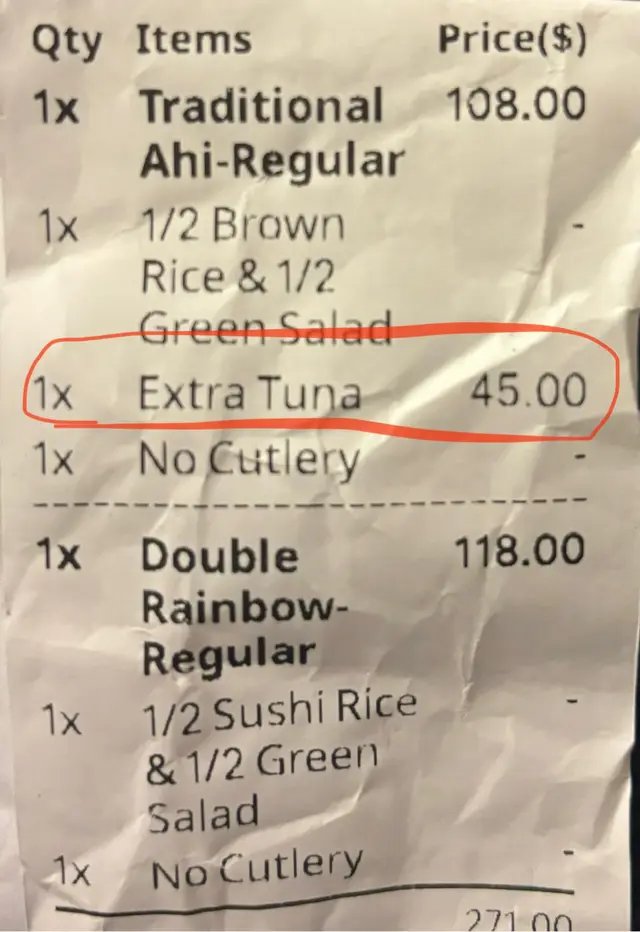 Qty Items Price($)
1x Traditional 108.00
Ahi-Regular
1x 1/2 Brown -
Rice & 1/2
Green Salad
1x Extra Tuna 45.00
1x No Cutlery -
1x Double 118.00
Rainbow-
Regular
1x 1/2 Sushi Rice -
& 1/2 Green
Salad
1x No Cutlery -
271.00